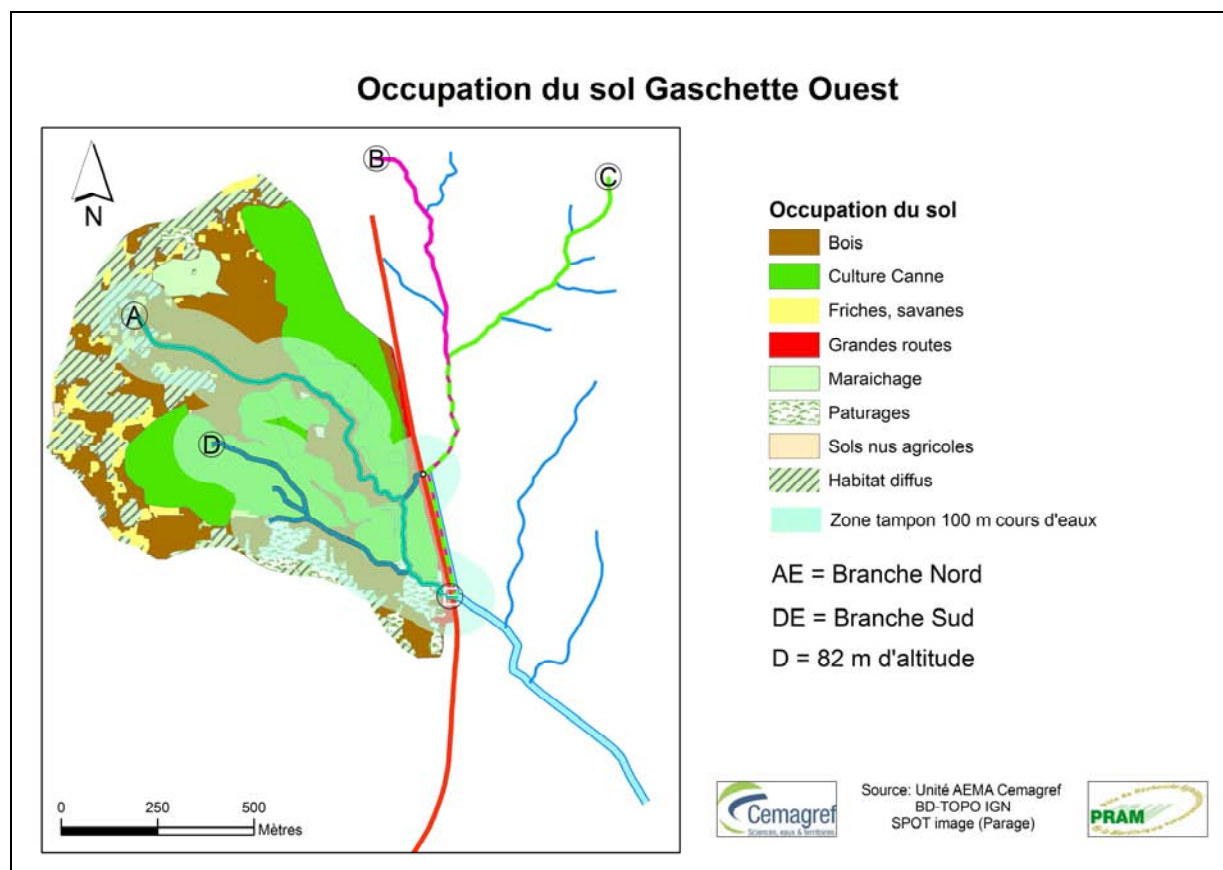 Occupation du sol Gaschette Ouest
N
A
B
C
D
E
0 250 500
Mètres
Occupation du sol
Bois
Culture Canne
Friches, savanes
Grandes routes
Maraichage
Paturages
Sols nus agricoles
Habitat diffus
Zone tampon 100 m cours d'eaux
AE = Branche Nord
DE = Branche Sud
D = 82 m d'altitude
Cemagref
Sciences, eaux & territoires
Source: Unité AEMA Cemagref
BD-TOPO IGN
SPOT image (Parage)
PRAM